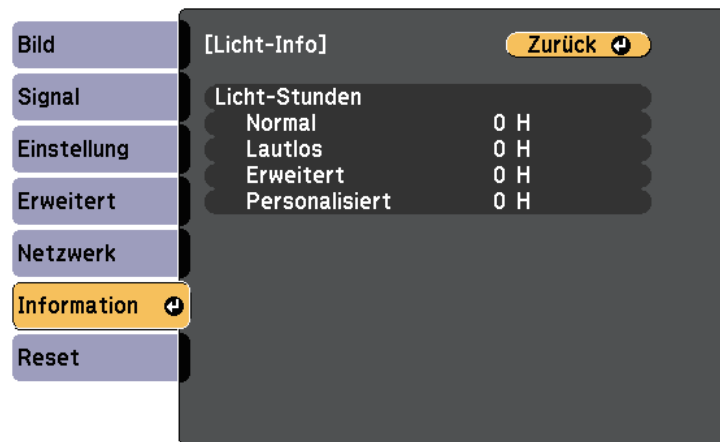 Bild
Signal
Einstellung
Erweitert
Netzwerk
Information
Reset
[Licht-Info]
Zurück
Licht-Stunden
Normal 0 H
Lautlos 0 H
Erweitert 0 H
Personalisiert 0 H